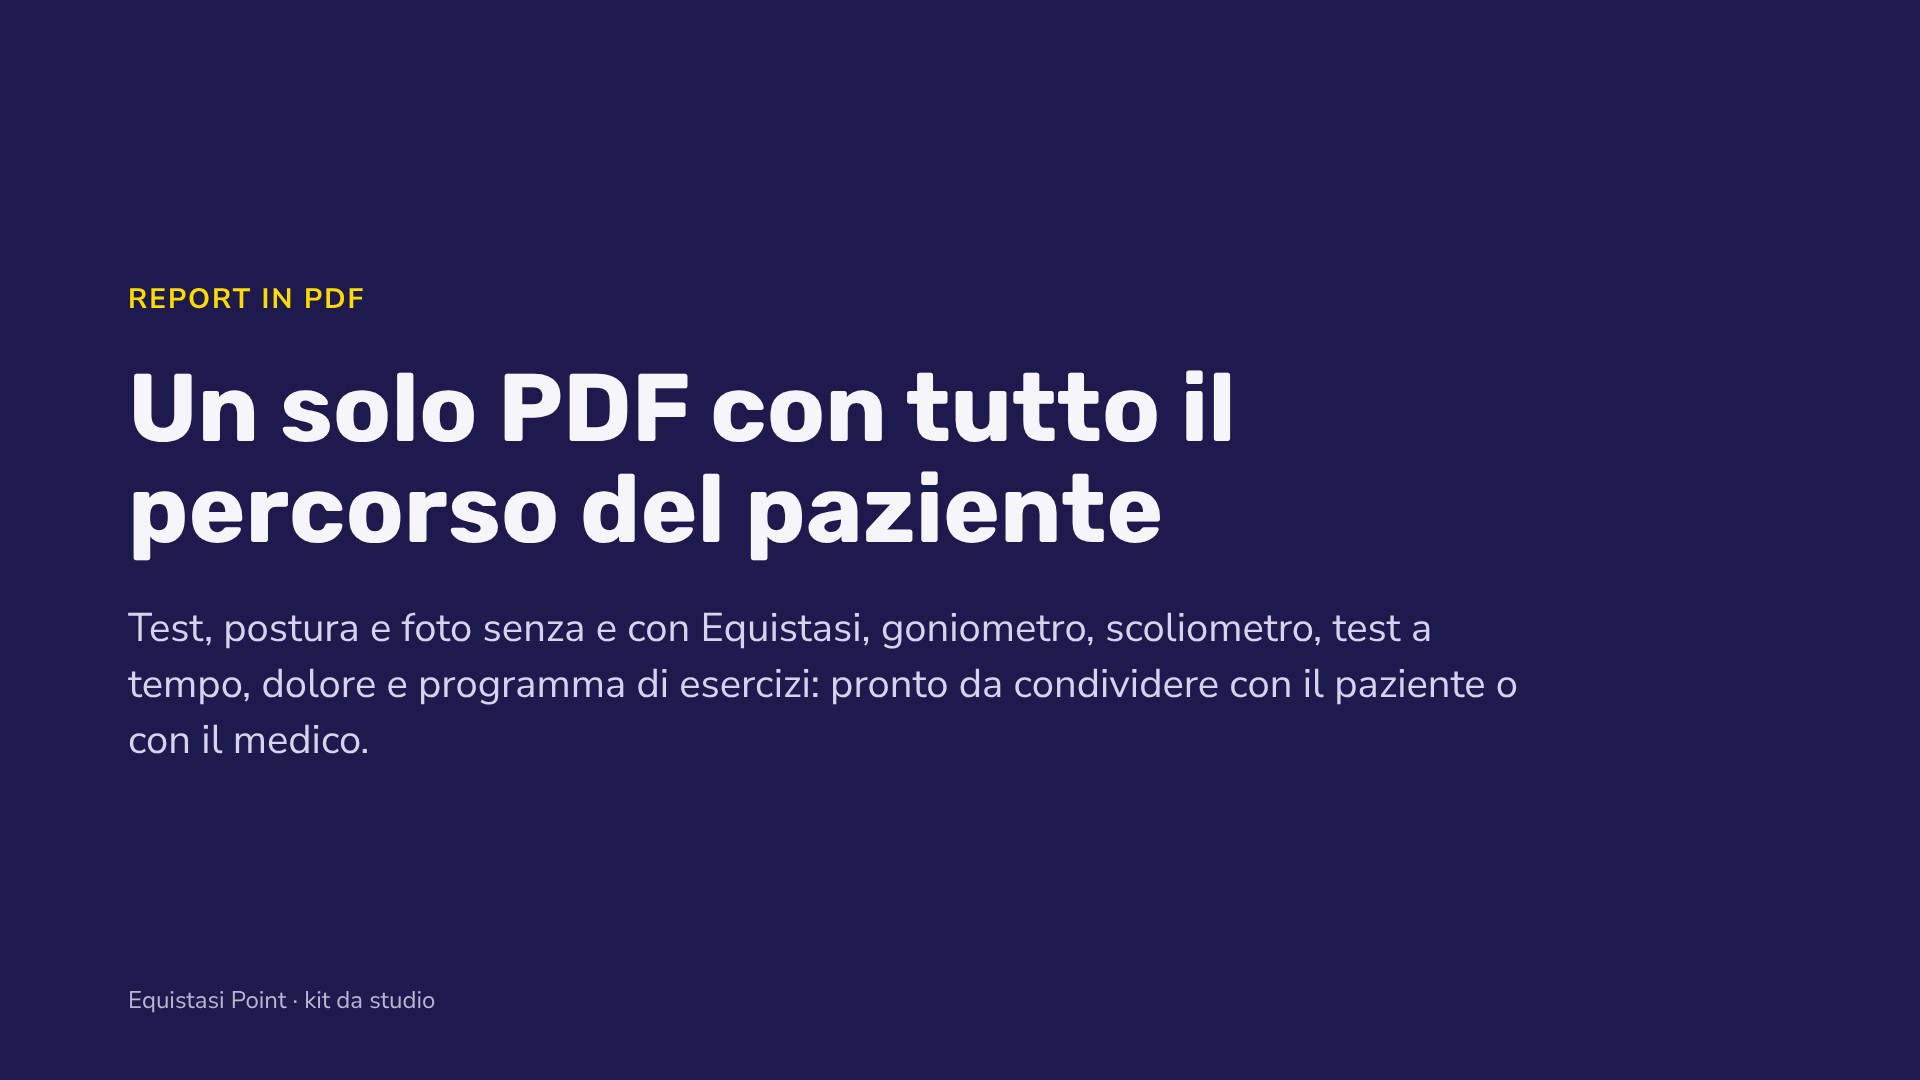 REPORT IN PDF
Un solo PDF con tutto il
percorso del paziente
Test, postura e foto senza e con Equistasi, goniometro, scoliometro, test a
tempo, dolore e programma di esercizi: pronto da condividere con il paziente o
con il medico.
Equistasi Point · kit da studio